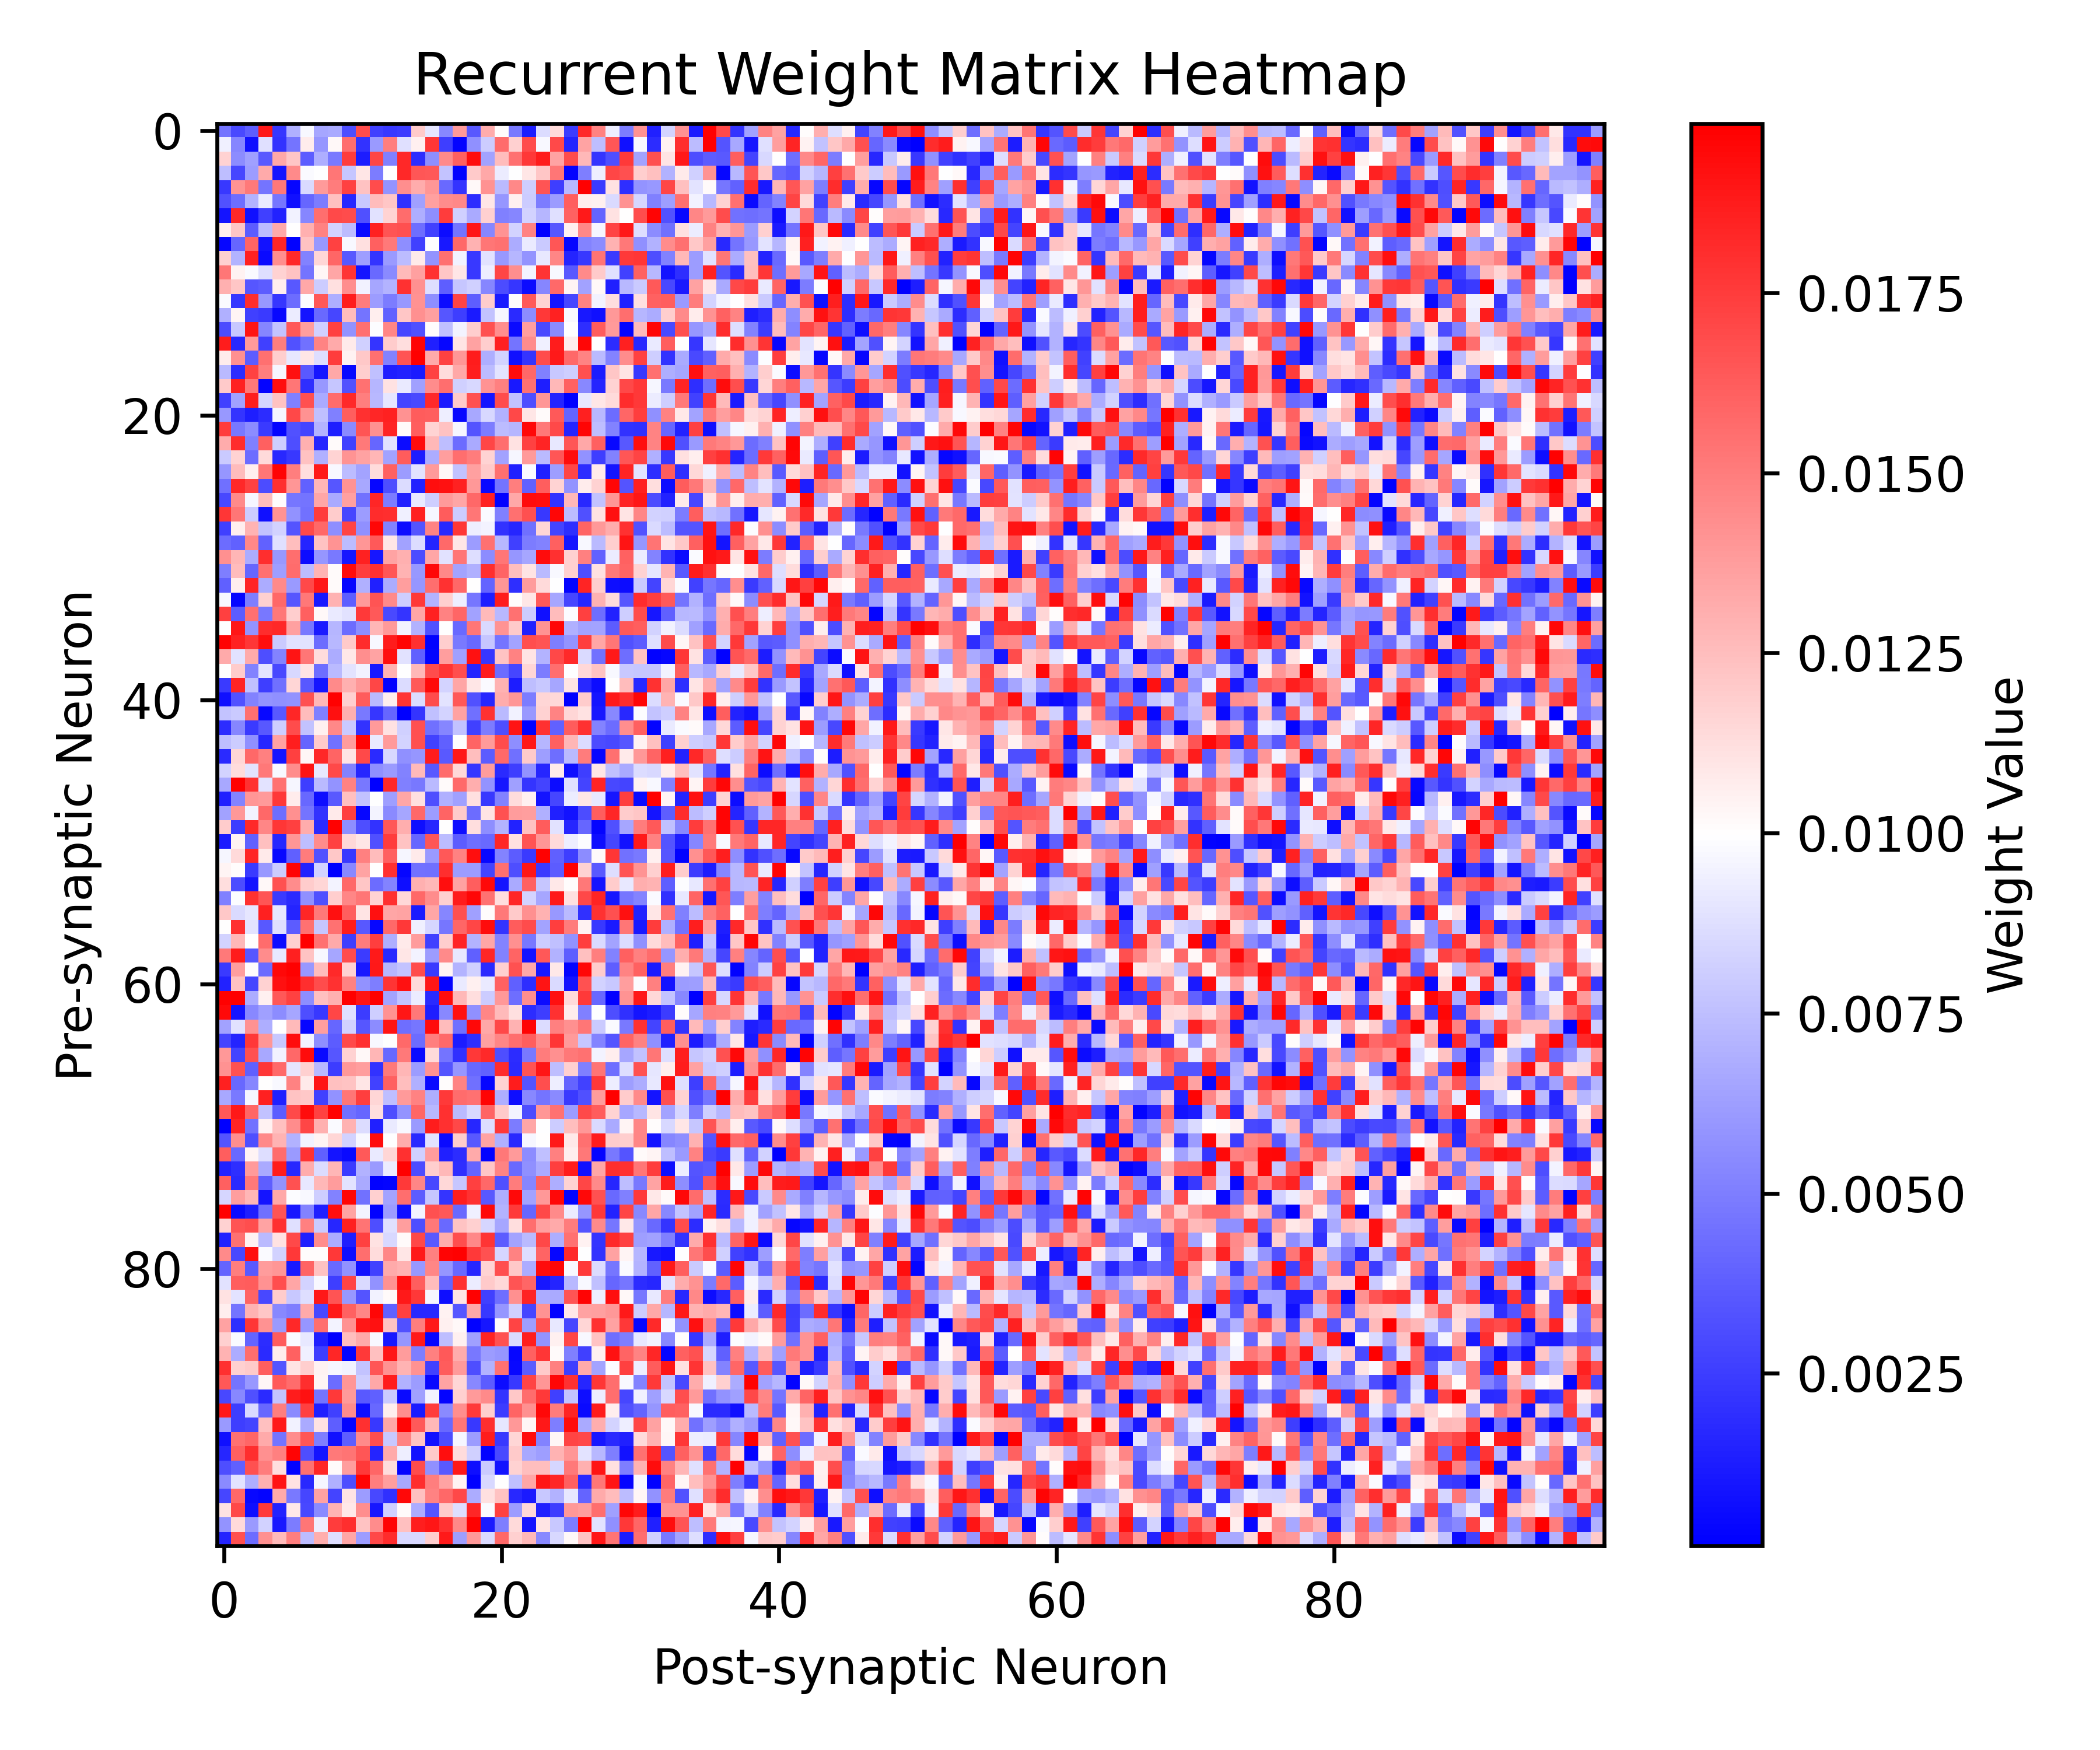 Recurrent Weight Matrix Heatmap
0
20
40
60
80
Pre-synaptic Neuron
0 20 40 60 80
Post-synaptic Neuron
0.0175
0.0150
0.0125
0.0100
0.0075
0.0050
0.0025
Weight Value